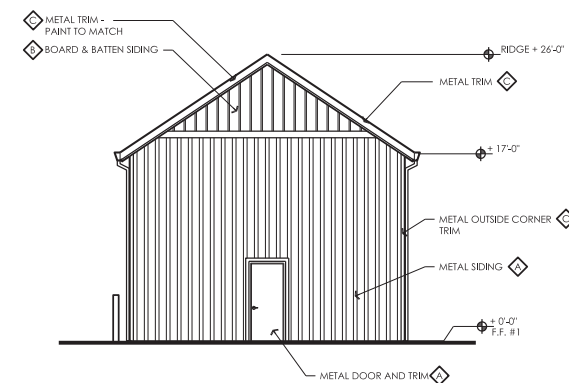 C METAL TRIM -
PAINT TO MATCH
B BOARD & BATTEN SIDING
RIDGE + 26'-0"
METAL TRIM C
+ 17'-0"
METAL OUTSIDE CORNER C
TRIM
METAL SIDING A
+ 0'-0"
F.F. #1
METAL DOOR AND TRIM A